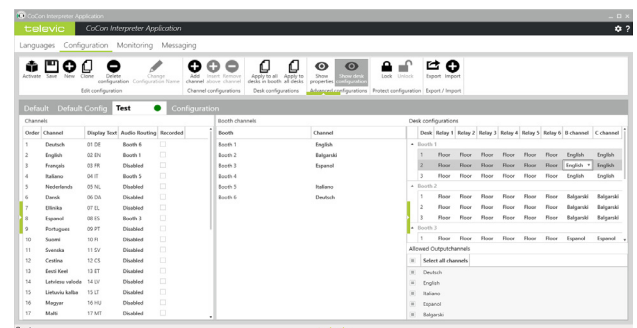 CoCon Interpreter Application
televic CoCon Interpreter Application
Languages Configuration Monitoring Messaging
Activate Save New Clone Delete configuration Change Configuration Name Add channel Insert above Remove channel Apply to all desks in booth Apply to all desks Show properties Show desk configuration Lock Unlock Export Import
Edit configuration Channel configurations Desk configurations Advanced configurations Protect configuration Export / Import
Default Default Config Test Configuration
Channels Booth channels Desk configurations
Order Channel Display Text Audio Routing Recorded
1 Deutsch 01 DE Booth 6
2 English 02 EN Booth 1
3 Français 03 FR Disabled
4 Italiano 04 IT Booth 5
5 Nederlands 05 NL Disabled
6 Dansk 06 DA Disabled
7 Ellinika 07 EL Disabled
8 Espanol 08 ES Booth 3
9 Portugues 09 PT Disabled
10 Suomi 10 FI Disabled
11 Svenska 11 SV Disabled
12 Cestina 12 CS Disabled
13 Eesti Keel 13 ET Disabled
14 Latviesu valoda 14 LV Disabled
15 Lietuviu kalba 15 LT Disabled
16 Magyar 16 HU Disabled
17 Malti 17 MT Disabled
Booth Channel
Booth 1 English
Booth 2 Balgarski
Booth 3 Espanol
Booth 4
Booth 5 Italiano
Booth 6 Deutsch
Desk Relay 1 Relay 2 Relay 3 Relay 4 Relay 5 Relay 6 B channel C channel
Booth 1
1 Floor Floor Floor Floor Floor Floor English English
2 Floor Floor Floor Floor Floor Floor English English
3 Floor Floor Floor Floor Floor Floor English English
Booth 2
1 Floor Floor Floor Floor Floor Floor Balgarski Balgarski
2 Floor Floor Floor Floor Floor Floor Balgarski Balgarski
3 Floor Floor Floor Floor Floor Floor Balgarski Balgarski
Booth 3
1 Floor Floor Floor Floor Floor Floor Espanol Espanol
Allowed Outputchannels
Select all channels
Deutsch
English
Italiano
Espanol
Balgarski